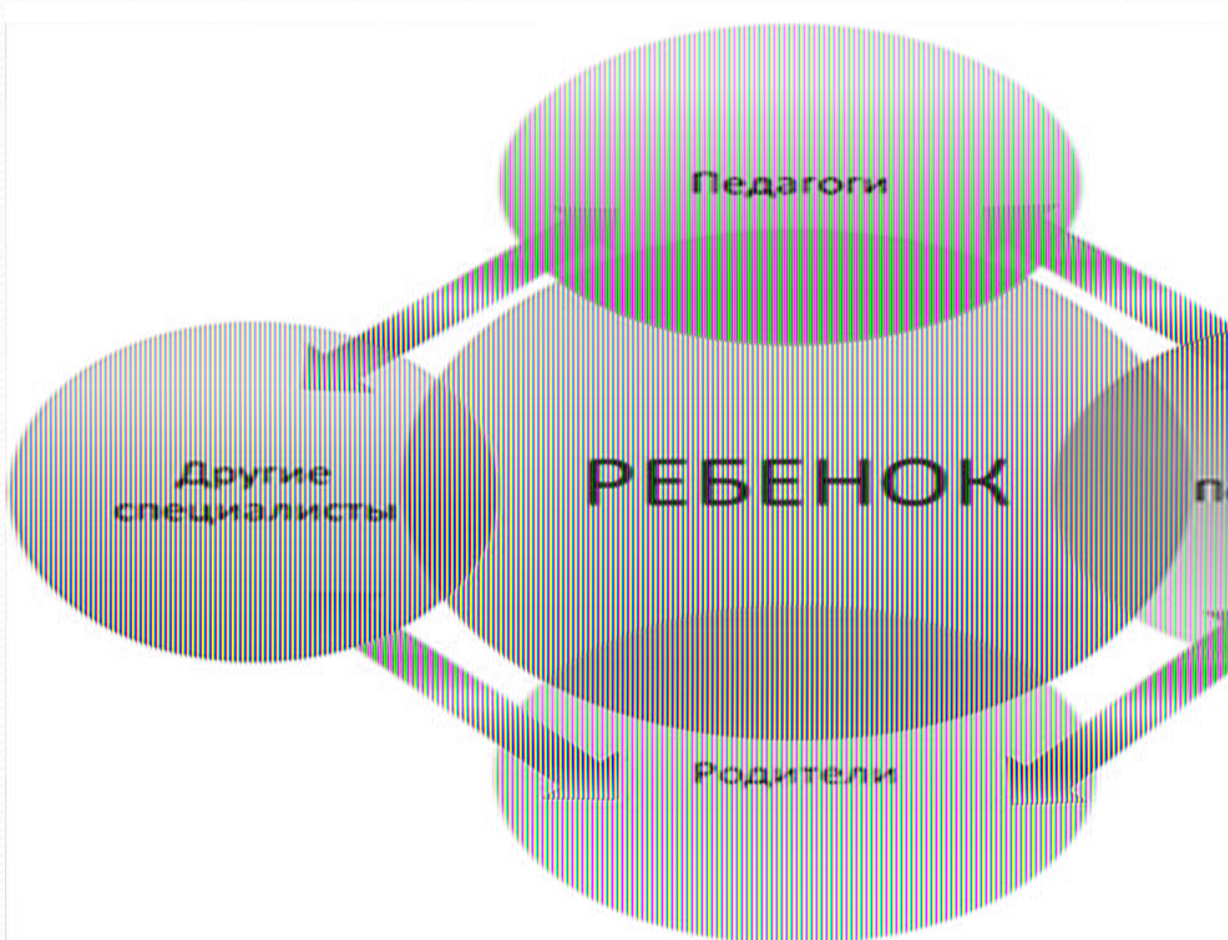 Педагоги
Другие
специалисты
РЕБЕНОК
Родители